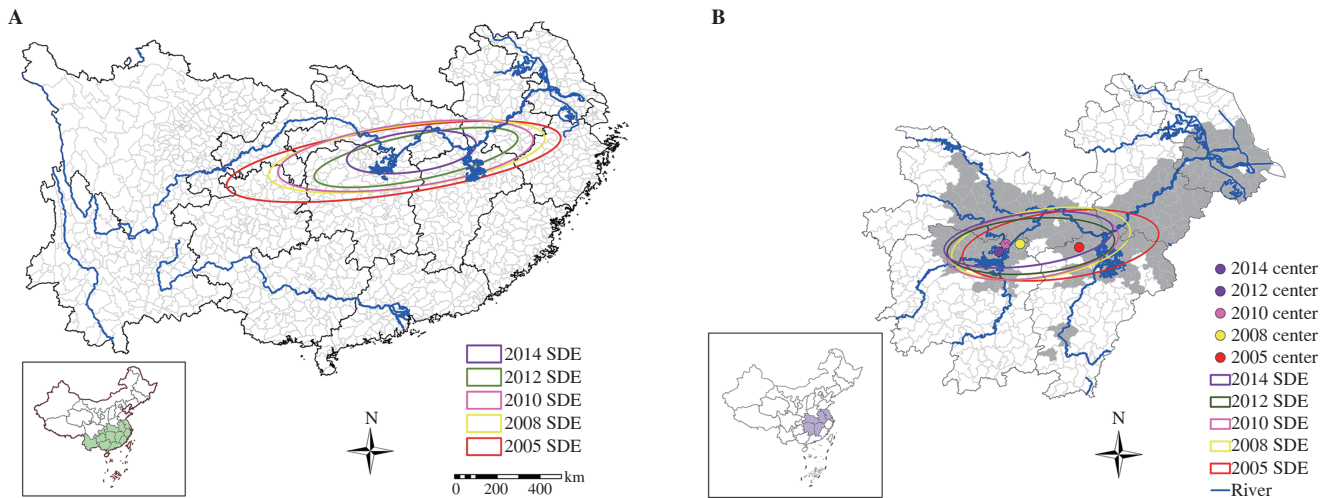 A
N
2014 SDE
2012 SDE
2010 SDE
2008 SDE
2005 SDE
km
0 200 400
B
N
2014 center
2012 center
2010 center
2008 center
2005 center
2014 SDE
2012 SDE
2010 SDE
2008 SDE
2005 SDE
River